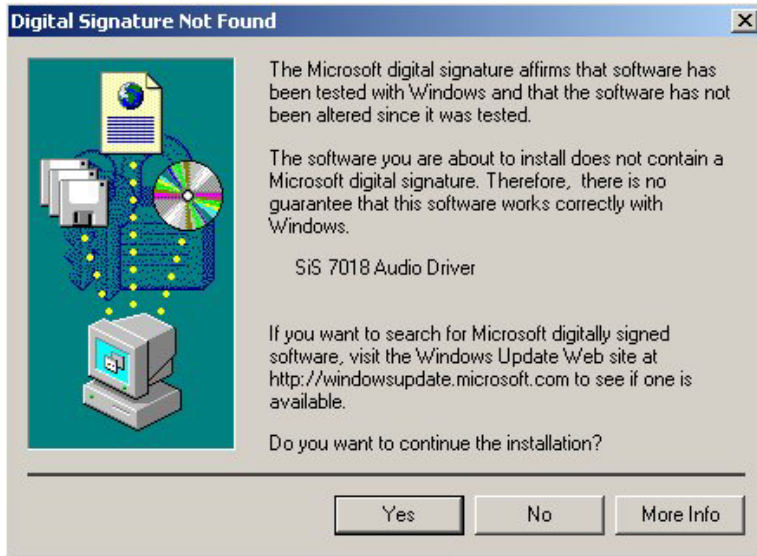 Digital Signature Not Found
The Microsoft digital signature affirms that software has
been tested with Windows and that the software has not
been altered since it was tested.
The software you are about to install does not contain a
Microsoft digital signature. Therefore,  there is no
guarantee that this software works correctly with
Windows.
SiS 7018 Audio Driver
If you want to search for Microsoft digitally signed
software, visit the Windows Update Web site at
http://windowsupdate.microsoft.com to see if one is
available.
Do you want to continue the installation?
Yes No More Info